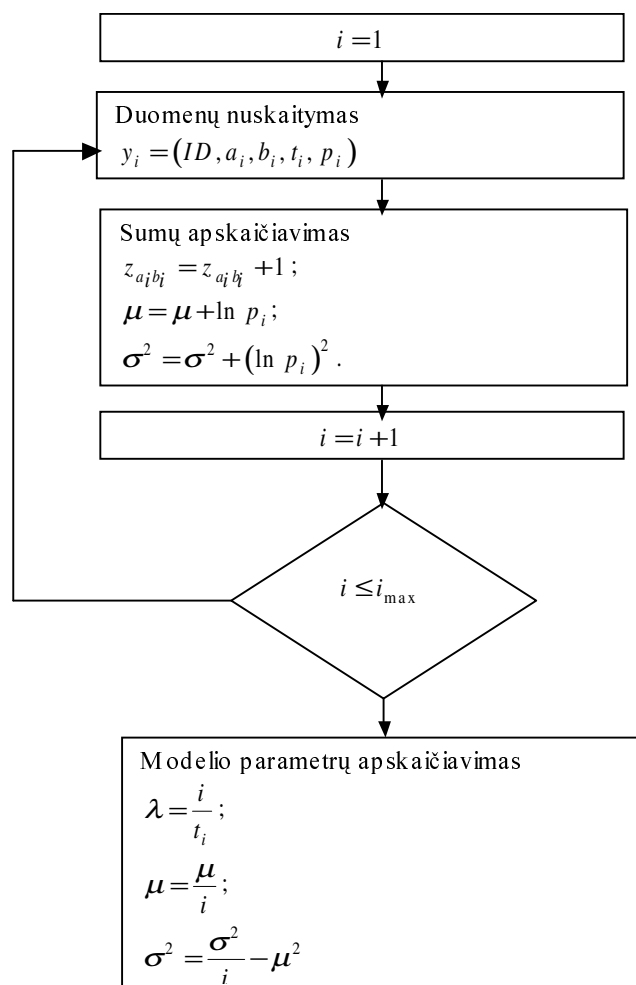 i = 1
Duomenų nuskaitymas
y_i = (ID, a_i, b_i, t_i, p_i)
Sumų apskaičiavimas
z_{a_i b_i} = z_{a_i b_i} + 1 ;
μ = μ + ln p_i ;
σ² = σ² + (ln p_i)² .
i = i + 1
i ≤ i_max
Modelio parametrų apskaičiavimas
λ = i / t_i ;
μ = μ / i ;
σ² = σ² / i − μ²